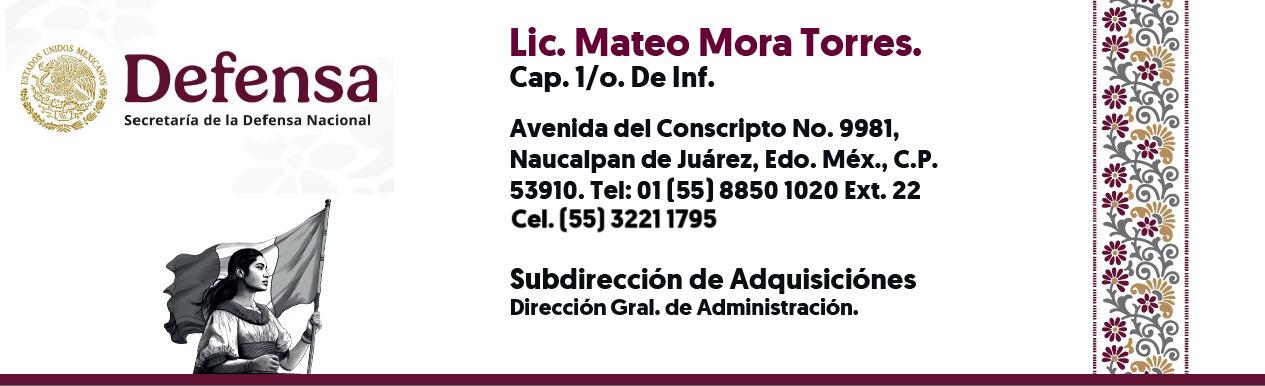 ESTADOS UNIDOS MEXICANOS
Defensa
Secretaría de la Defensa Nacional
Lic. Mateo Mora Torres.
Cap. 1/o. De Inf.
Avenida del Conscripto No. 9981,
Naucalpan de Juárez, Edo. Méx., C.P.
53910. Tel: 01 (55) 8850 1020 Ext. 22
Cel. (55) 3221 1795
Subdirección de Adquisiciónes
Dirección Gral. de Administración.